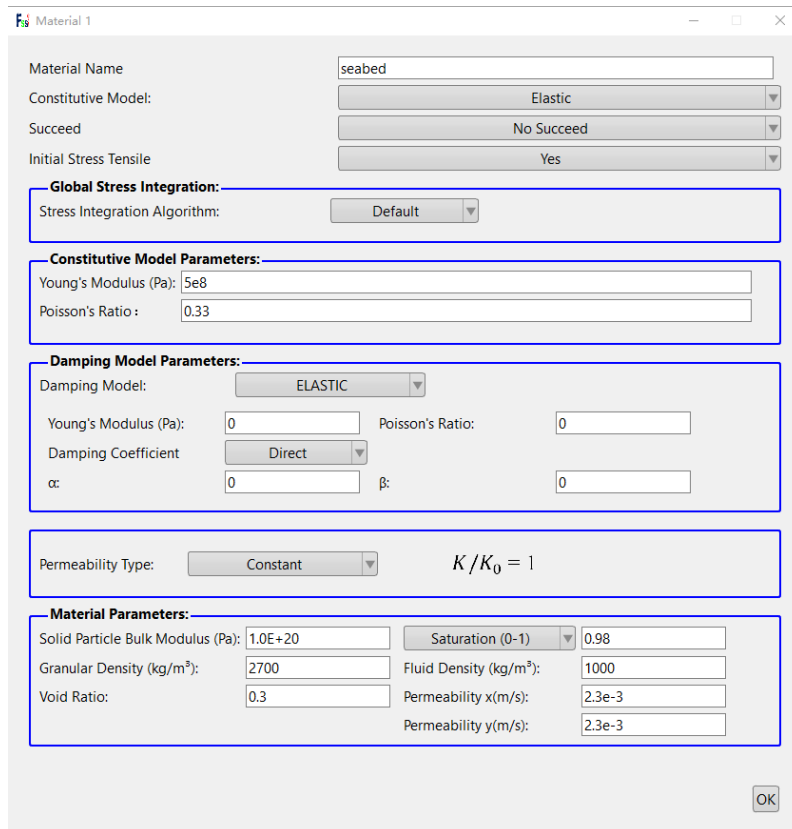 FssI Material 1
Material Name seabed
Constitutive Model: Elastic
Succeed No Succeed
Initial Stress Tensile Yes
Global Stress Integration:
Stress Integration Algorithm: Default
Constitutive Model Parameters:
Young's Modulus (Pa): 5e8
Poisson's Ratio: 0.33
Damping Model Parameters:
Damping Model: ELASTIC
Young's Modulus (Pa): 0 Poisson's Ratio: 0
Damping Coefficient Direct
α: 0 β: 0
Permeability Type: Constant K/K₀ = 1
Material Parameters:
Solid Particle Bulk Modulus (Pa): 1.0E+20 Saturation (0-1) 0.98
Granular Density (kg/m³): 2700 Fluid Density (kg/m³): 1000
Void Ratio: 0.3 Permeability x(m/s): 2.3e-3
Permeability y(m/s): 2.3e-3
OK